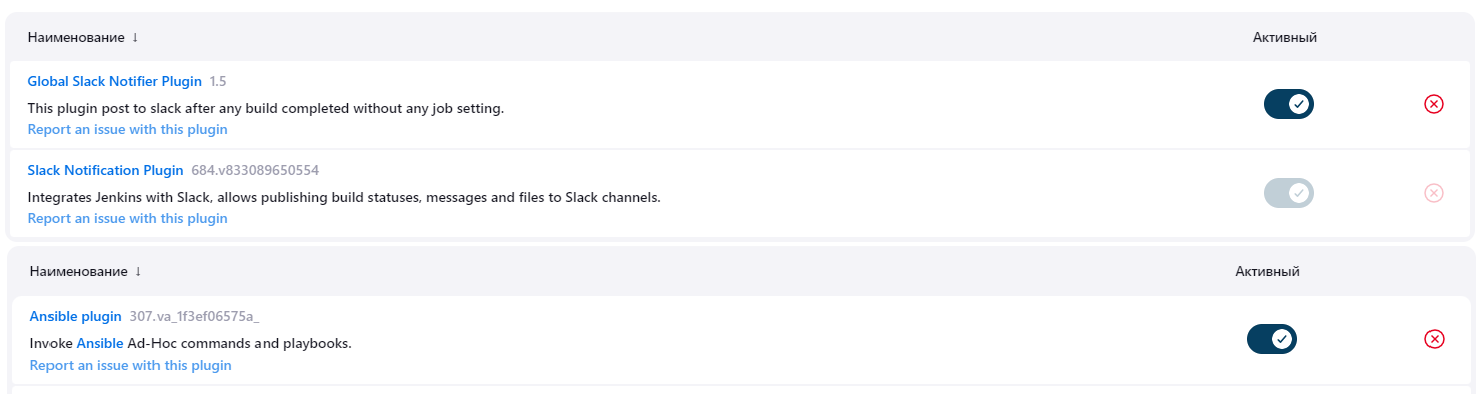 Наименование ↓ Активный
Global Slack Notifier Plugin 1.5
This plugin post to slack after any build completed without any job setting.
Report an issue with this plugin
Slack Notification Plugin 684.v833089650554
Integrates Jenkins with Slack, allows publishing build statuses, messages and files to Slack channels.
Report an issue with this plugin
Наименование ↓ Активный
Ansible plugin 307.va_1f3ef06575a_
Invoke Ansible Ad-Hoc commands and playbooks.
Report an issue with this plugin